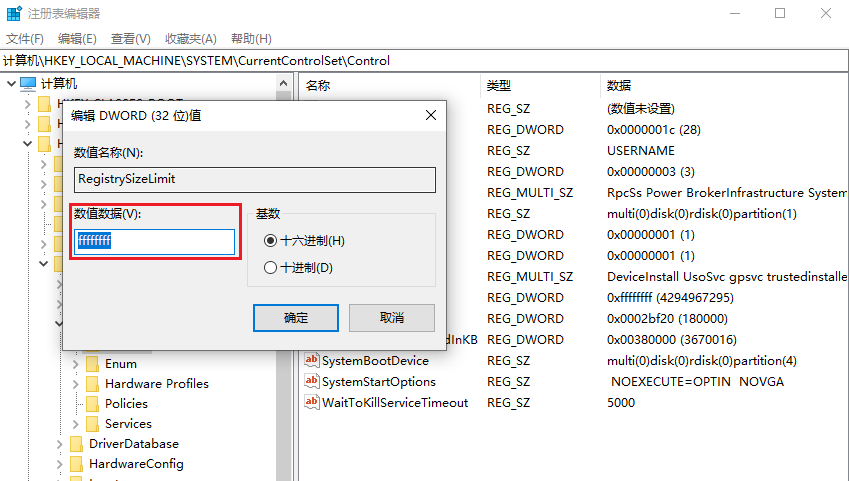 注册表编辑器
文件(F) 编辑(E) 查看(V) 收藏夹(A) 帮助(H)
计算机\HKEY_LOCAL_MACHINE\SYSTEM\CurrentControlSet\Control
计算机
Enum
Hardware Profiles
Policies
Services
DriverDatabase
HardwareConfig
编辑 DWORD (32 位)值
数值名称(N):
RegistrySizeLimit
数值数据(V):
ffffffff
基数
十六进制(H)
十进制(D)
确定 取消
名称 类型 数据
REG_SZ (数值未设置)
REG_DWORD 0x0000001c (28)
REG_SZ USERNAME
REG_DWORD 0x00000003 (3)
REG_MULTI_SZ RpcSs Power BrokerInfrastructure System
REG_SZ multi(0)disk(0)rdisk(0)partition(1)
REG_DWORD 0x00000001 (1)
REG_DWORD 0x00000001 (1)
REG_MULTI_SZ DeviceInstall UsoSvc gpsvc trustedinstalle
REG_DWORD 0xffffffff (4294967295)
REG_DWORD 0x0002bf20 (180000)
dInKB REG_DWORD 0x00380000 (3670016)
ab SystemBootDevice REG_SZ multi(0)disk(0)rdisk(0)partition(4)
ab SystemStartOptions REG_SZ NOEXECUTE=OPTIN NOVGA
ab WaitToKillServiceTimeout REG_SZ 5000